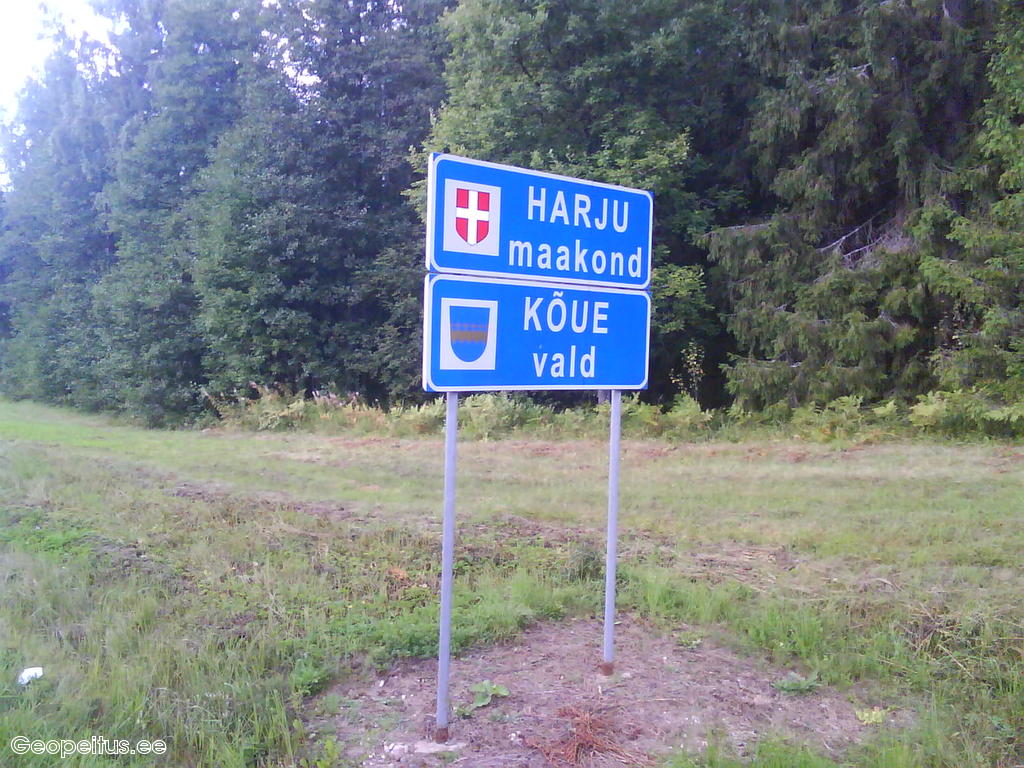 HARJU
maakond
KÕUE
vald
Geopeitus.ee